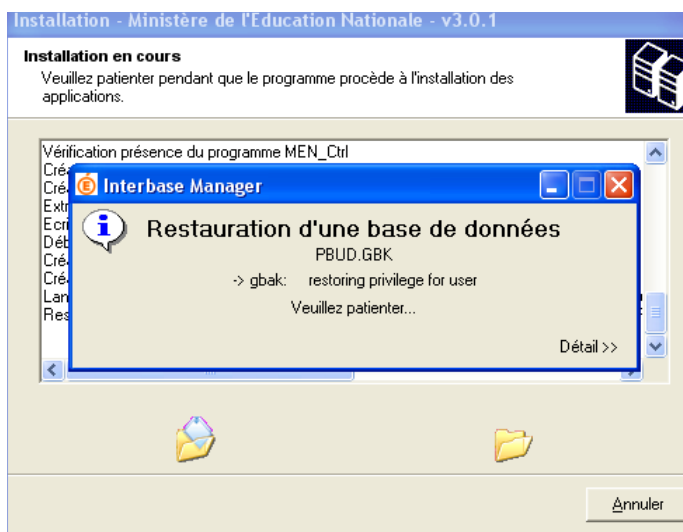 Installation - Ministère de l'Education Nationale - v3.0.1
Installation en cours
Veuillez patienter pendant que le programme procède à l'installation des
applications.
Vérification présence du programme MEN_Ctrl
Interbase Manager
Restauration d'une base de données
PBUD.GBK
-> gbak: restoring privilege for user
Veuillez patienter...
Détail >>
Annuler